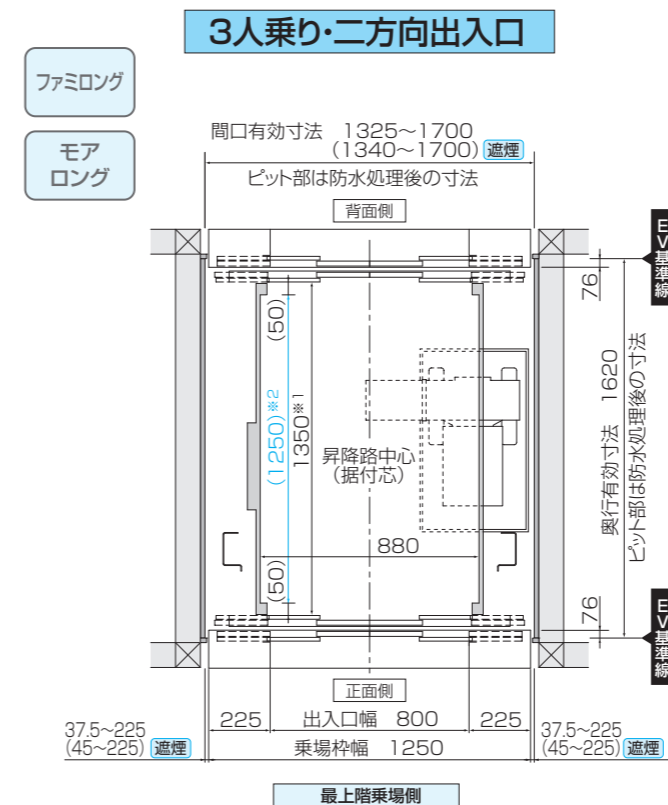 3人乗り・二方向出入口
ファミロング
モア
ロング
間口有効寸法 1325～1700
(1340～1700) 遮煙
ピット部は防水処理後の寸法
背面側
EV基準線
76
(50)
(1250)※2
1350※1
昇降路中心
(据付芯)
奥行有効寸法 1620
ピット部は防水処理後の寸法
880
(50)
76
EV基準線
正面側
225 出入口幅 800 225
37.5～225
(45～225) 遮煙
乗場枠幅 1250
37.5～225
(45～225) 遮煙
最上階乗場側